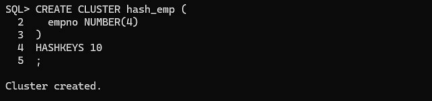 SQL> CREATE CLUSTER hash_emp (
  2    empno NUMBER(4)
  3  )
  4  HASHKEYS 10
  5  ;
Cluster created.